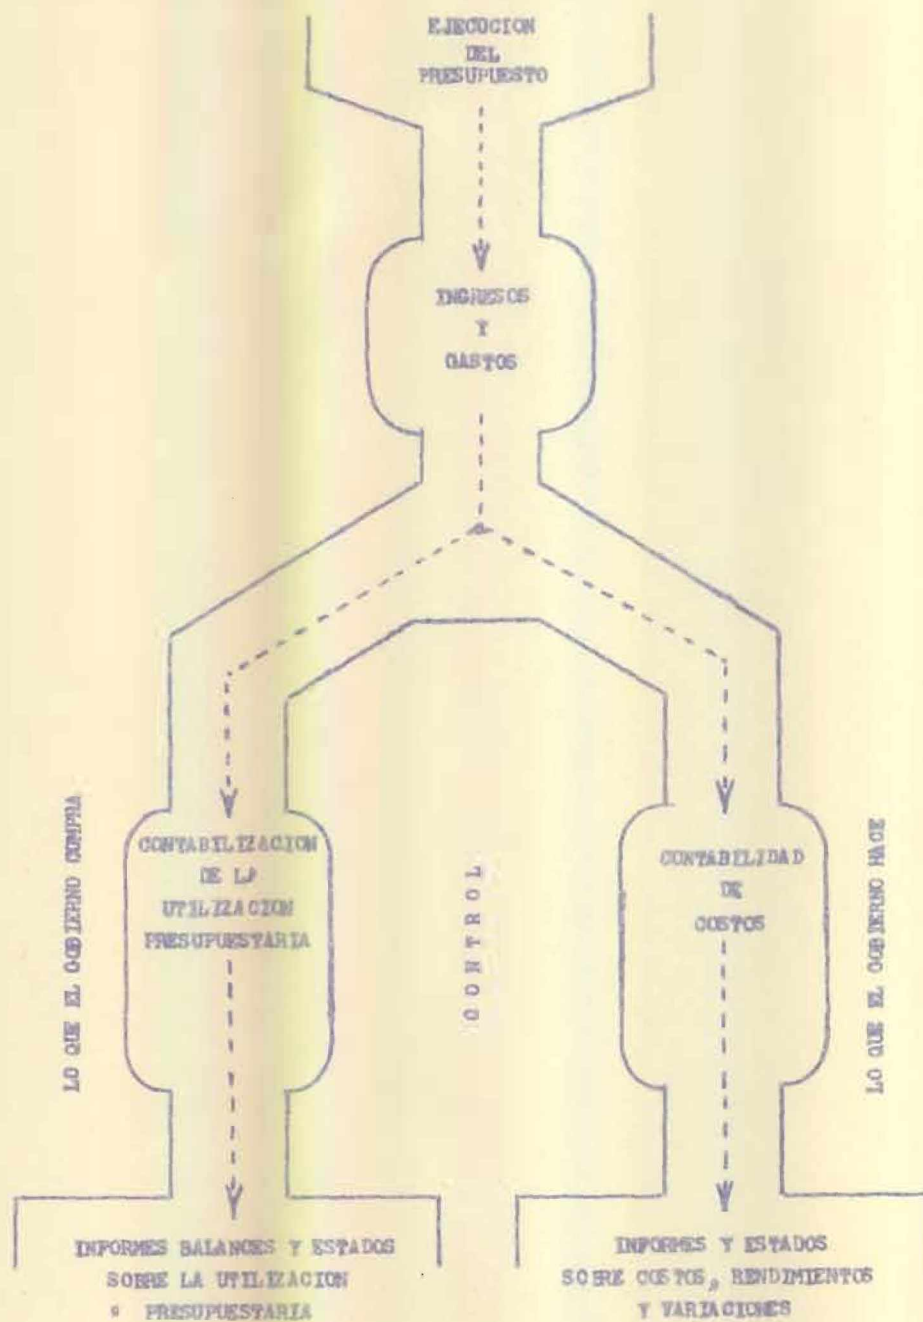 EJECUCION
DEL
PRESUPUESTO
INGRESOS
Y
GASTOS
LO QUE EL GOBIERNO COMPRA
CONTABILIZACION
DE LA
UTILIZACION
PRESUPUESTARIA
CONTROL
CONTABILIDAD
DE
COSTOS
LO QUE EL GOBIERNO HACE
INFORMES BALANCES Y ESTADOS
SOBRE LA UTILIZACION
PRESUPUESTARIA
INFORMES Y ESTADOS
SOBRE COSTOS, RENDIMIENTOS
Y VARIACIONES